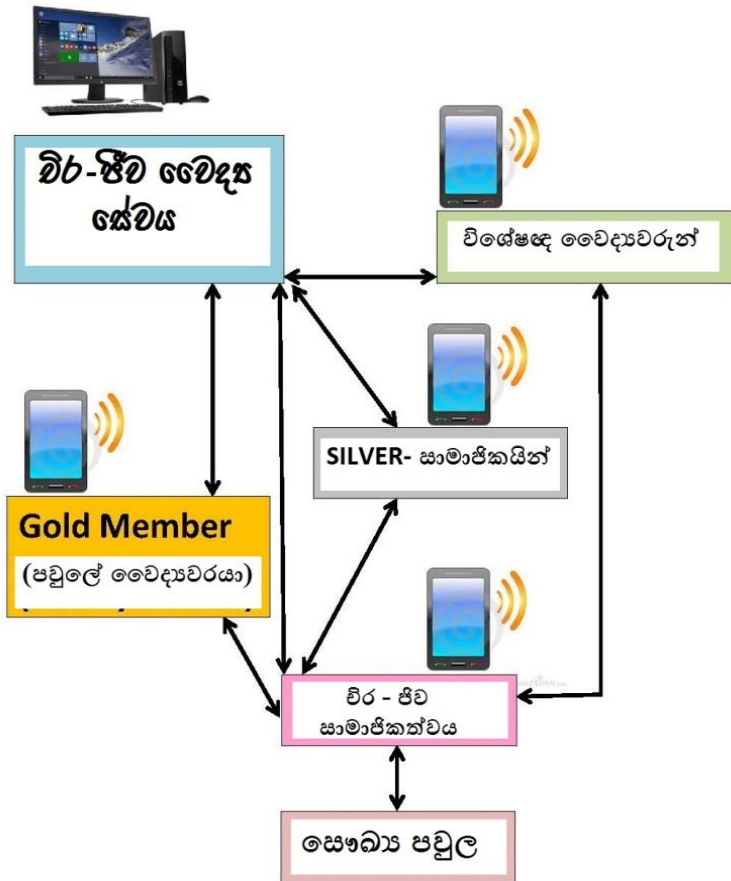 චිර-ජීව වෛද්‍ය
සේවය
විශේෂඥ වෛද්‍යවරුන්
SILVER- සාමාජිකයින්
Gold Member
(පවුලේ වෛද්‍යවරයා)
චිර - ජිව
සාමාජිකත්වය
සෞඛ්‍ය පවුල